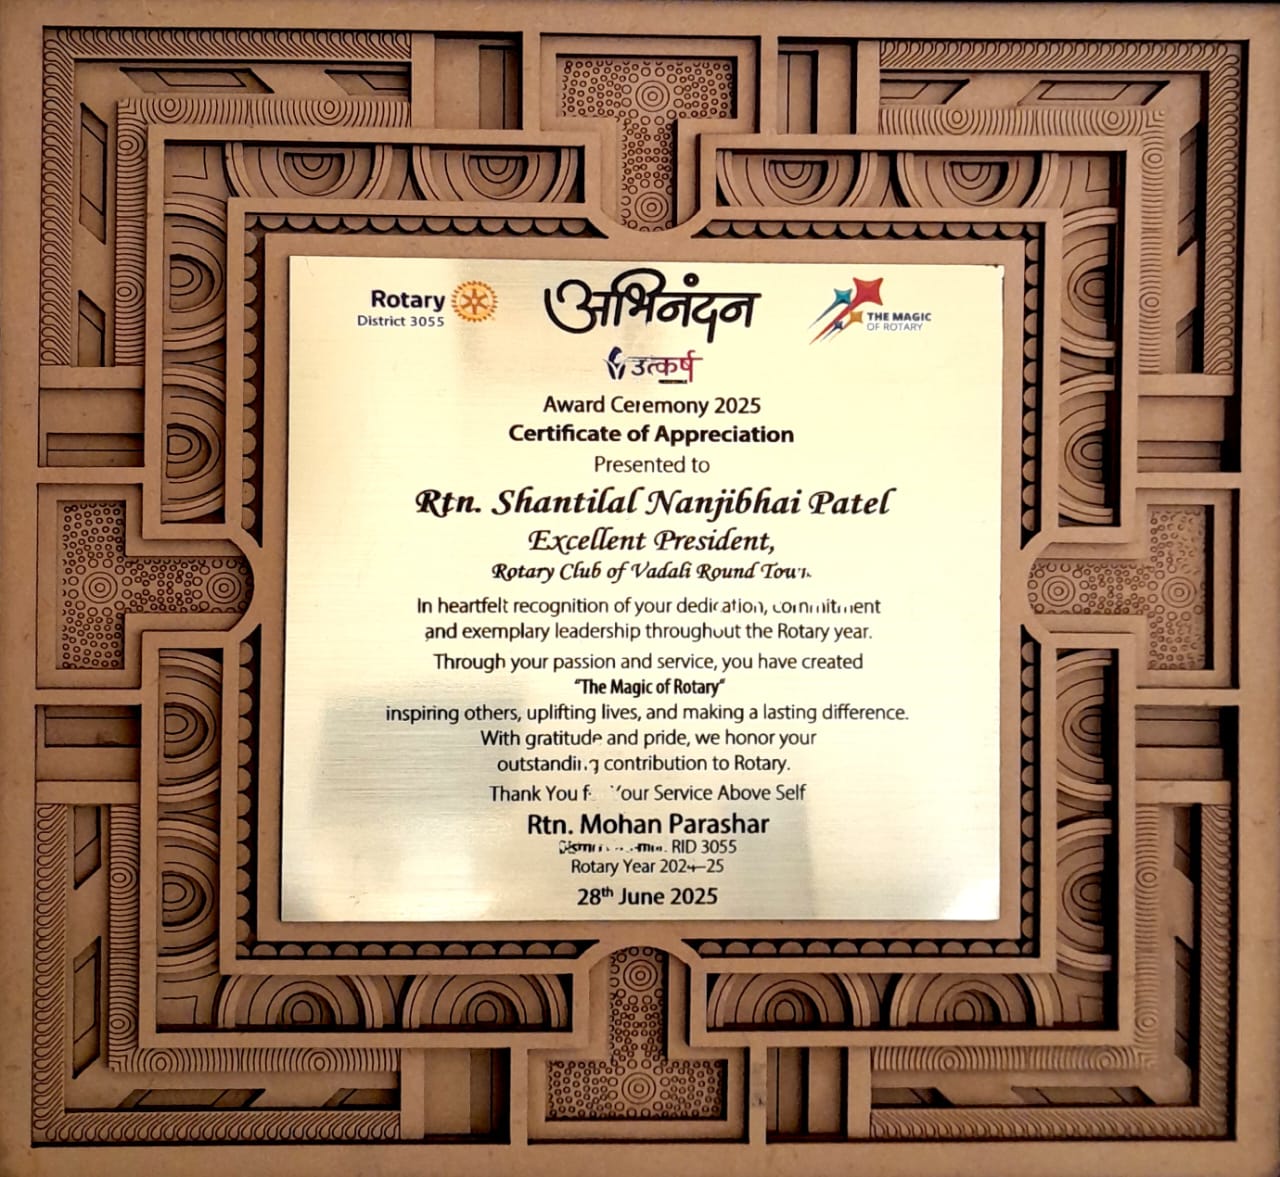 Rotary
District 3055
अभिनंदन
THE MAGIC
OF ROTARY
उत्कर्ष
Award Ceremony 2025
Certificate of Appreciation
Presented to
Rtn. Shantilal Nanjibhai Patel
Excellent President,
Rotary Club of Vadali Round Town
In heartfelt recognition of your dedication, commitment
and exemplary leadership throughout the Rotary year.
Through your passion and service, you have created
"The Magic of Rotary"
inspiring others, uplifting lives, and making a lasting difference.
With gratitude and pride, we honor your
outstanding contribution to Rotary.
Thank You Your Service Above Self
Rtn. Mohan Parashar
RID 3055
Rotary Year 2024-25
28th June 2025